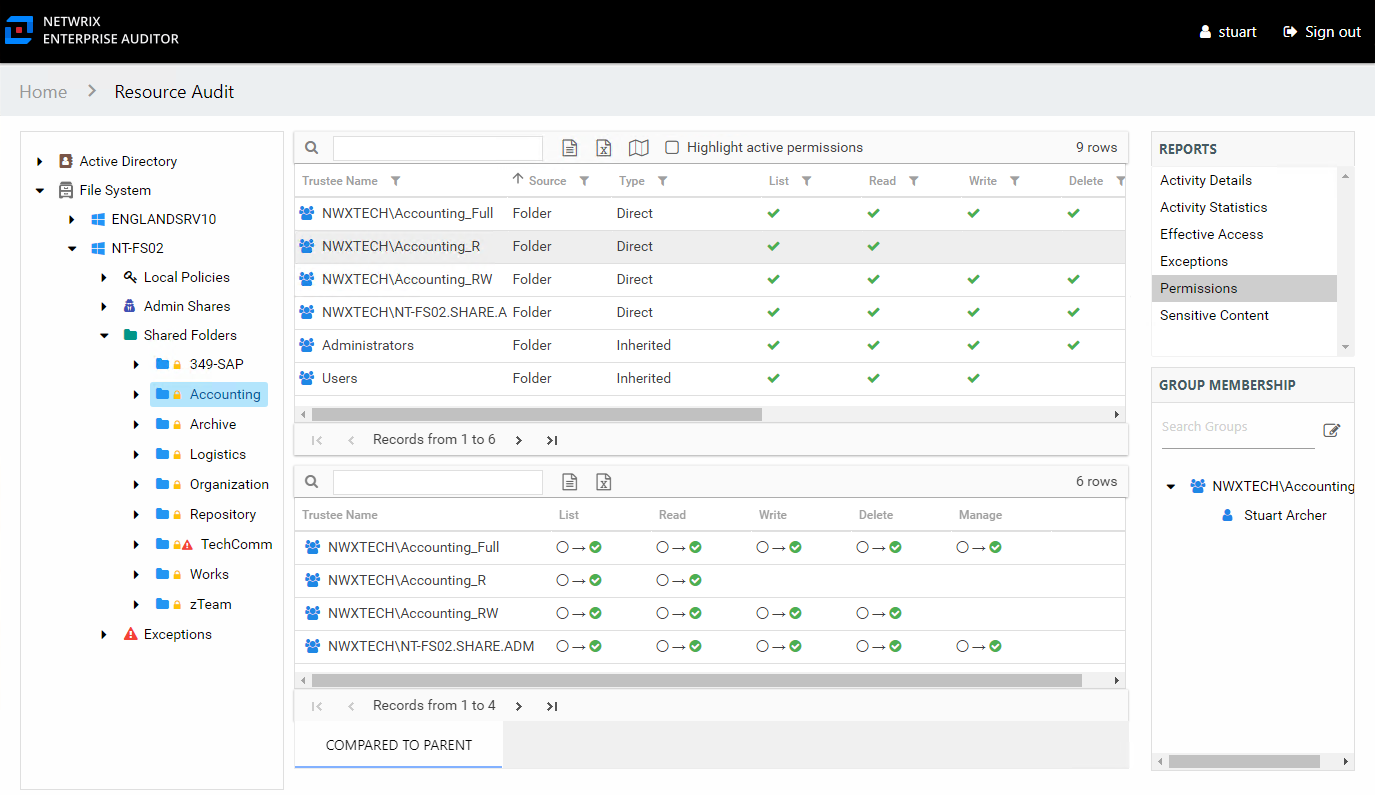 NETWRIX
ENTERPRISE AUDITOR
stuart
Sign out
Home
Resource Audit
Active Directory
File System
ENGLANDSRV10
NT-FS02
Local Policies
Admin Shares
Shared Folders
349-SAP
Accounting
Archive
Logistics
Organization
Repository
TechComm
Works
zTeam
Exceptions
Highlight active permissions
9 rows
Trustee Name Source Type List Read Write Delete
NWXTECH\Accounting_Full Folder Direct
NWXTECH\Accounting_R Folder Direct
NWXTECH\Accounting_RW Folder Direct
NWXTECH\NT-FS02.SHARE.A Folder Direct
Administrators Folder Inherited
Users Folder Inherited
Records from 1 to 6
6 rows
Trustee Name List Read Write Delete Manage
NWXTECH\Accounting_Full
NWXTECH\Accounting_R
NWXTECH\Accounting_RW
NWXTECH\NT-FS02.SHARE.ADM
Records from 1 to 4
COMPARED TO PARENT
REPORTS
Activity Details
Activity Statistics
Effective Access
Exceptions
Permissions
Sensitive Content
GROUP MEMBERSHIP
Search Groups
NWXTECH\Accounting
Stuart Archer